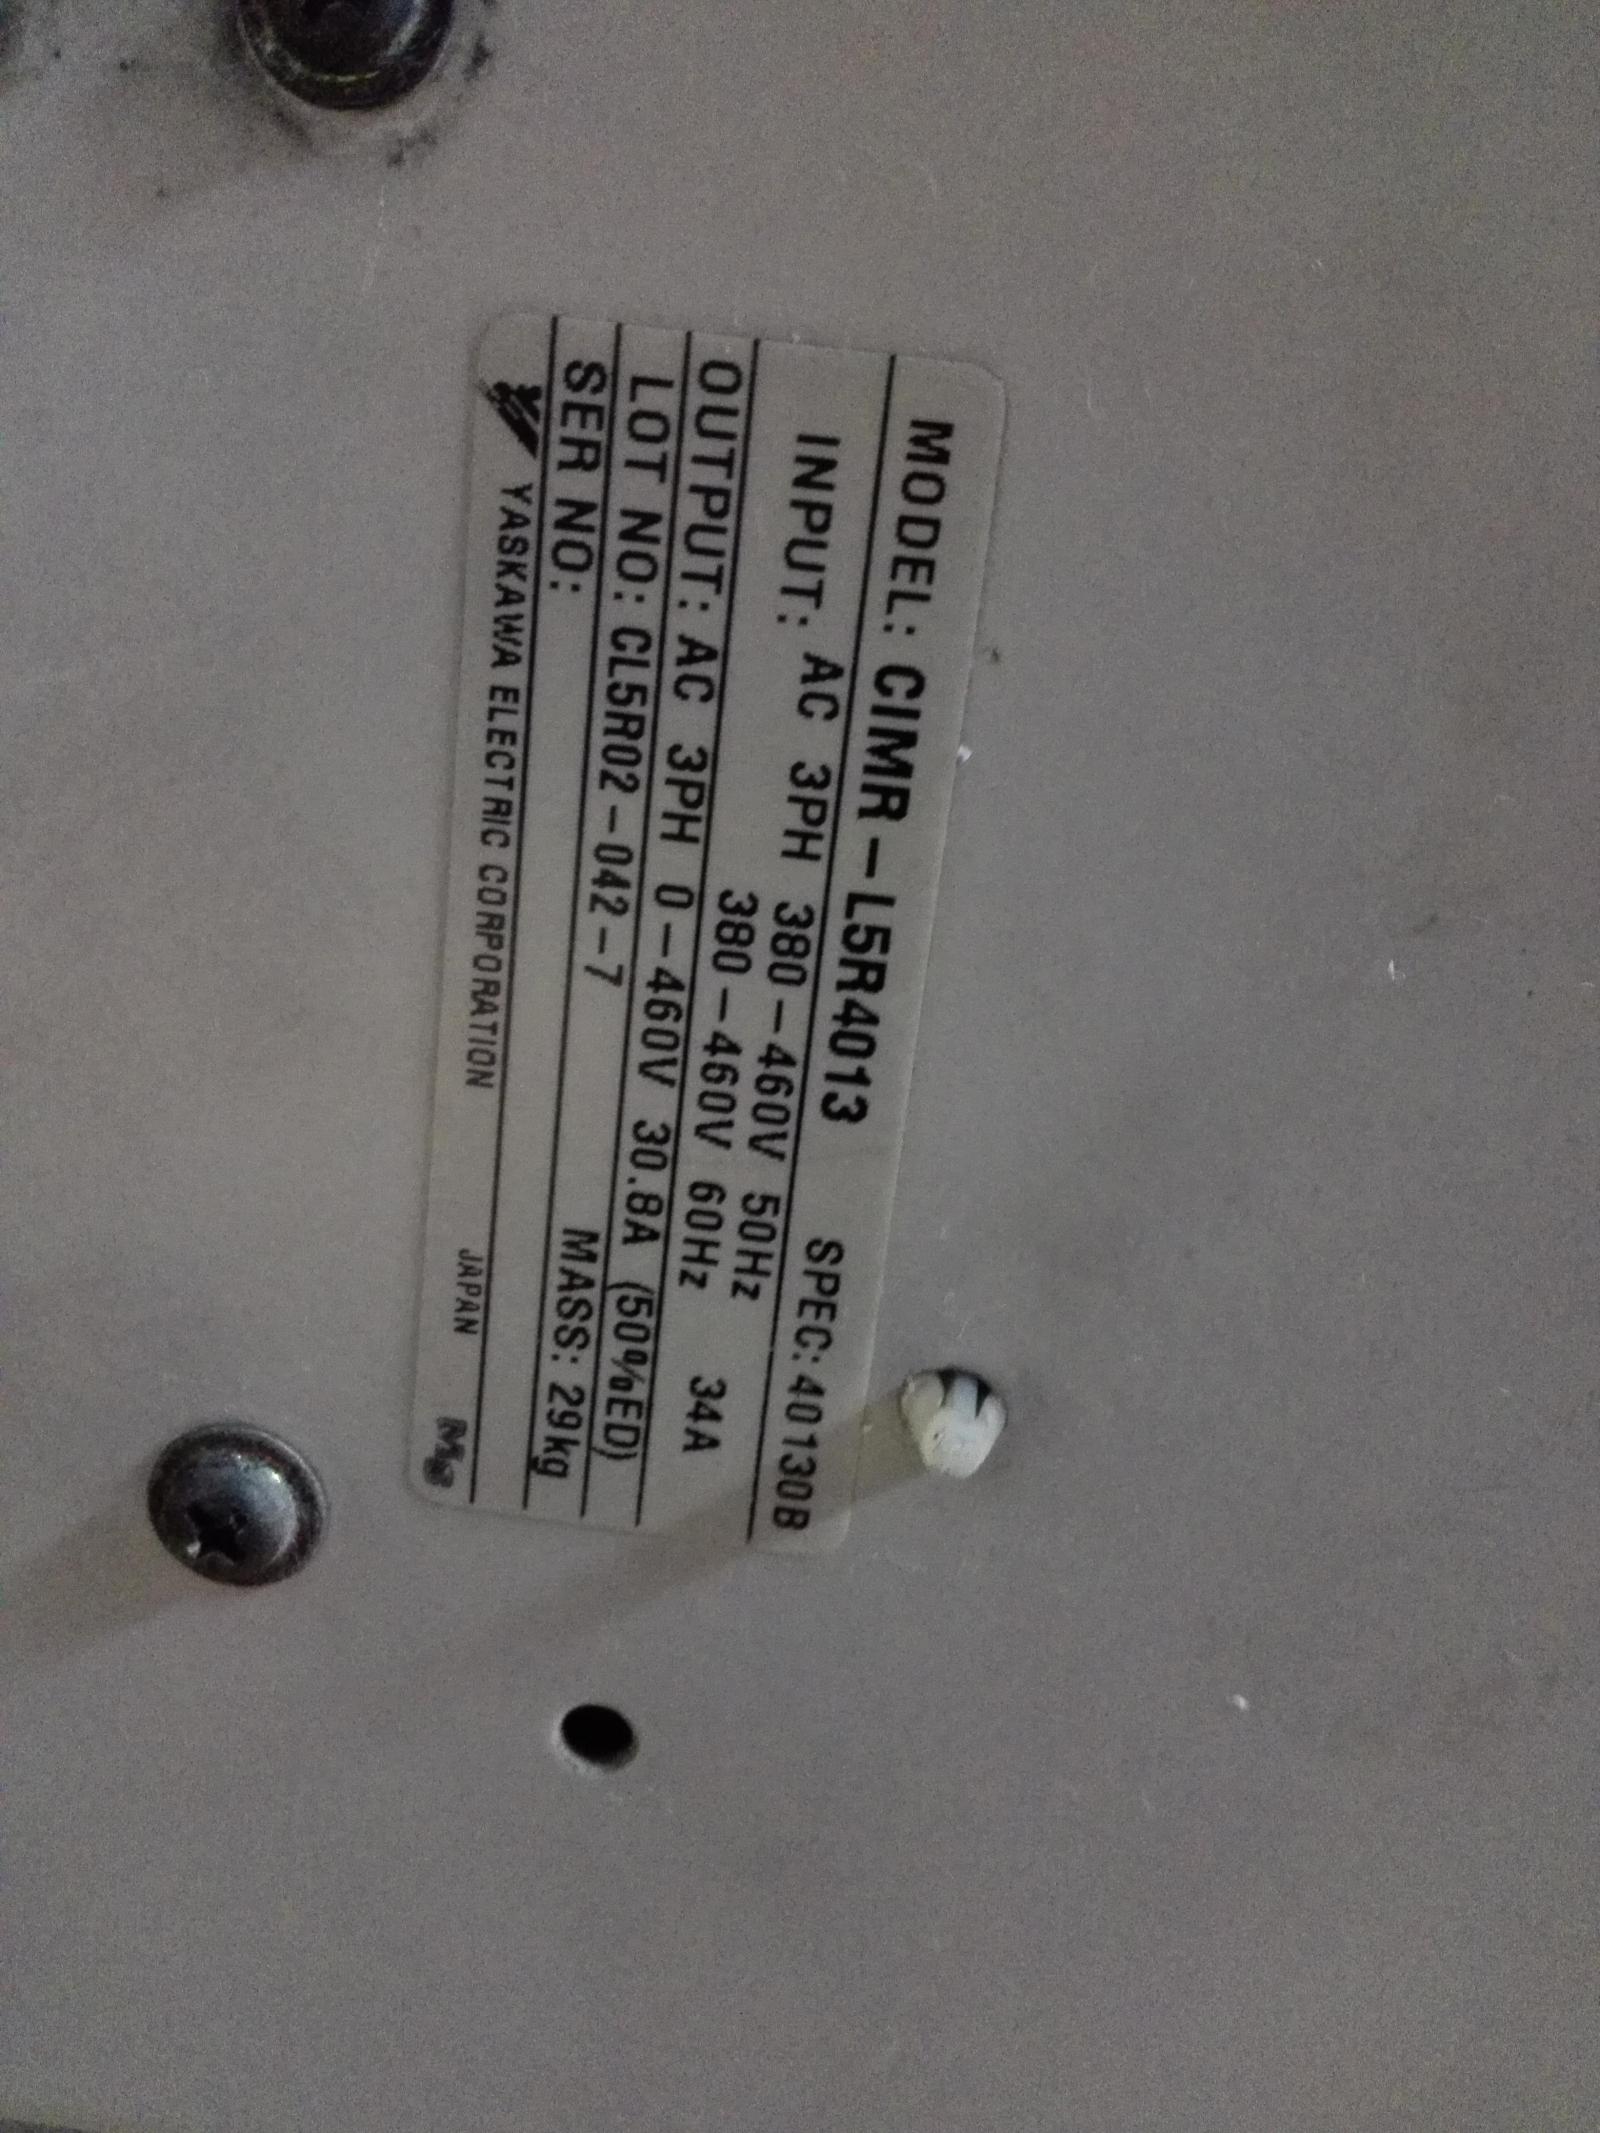 MODEL: CIMR-L5R4013 SPEC: 40130B
INPUT: AC 3PH 380-460V 50Hz
380-460V 60Hz 34A
OUTPUT: AC 3PH 0-460V 30.8A (50%ED)
LOT NO: CL5R02-042-7 MASS: 29kg
SER NO:
YASKAWA ELECTRIC CORPORATION JAPAN